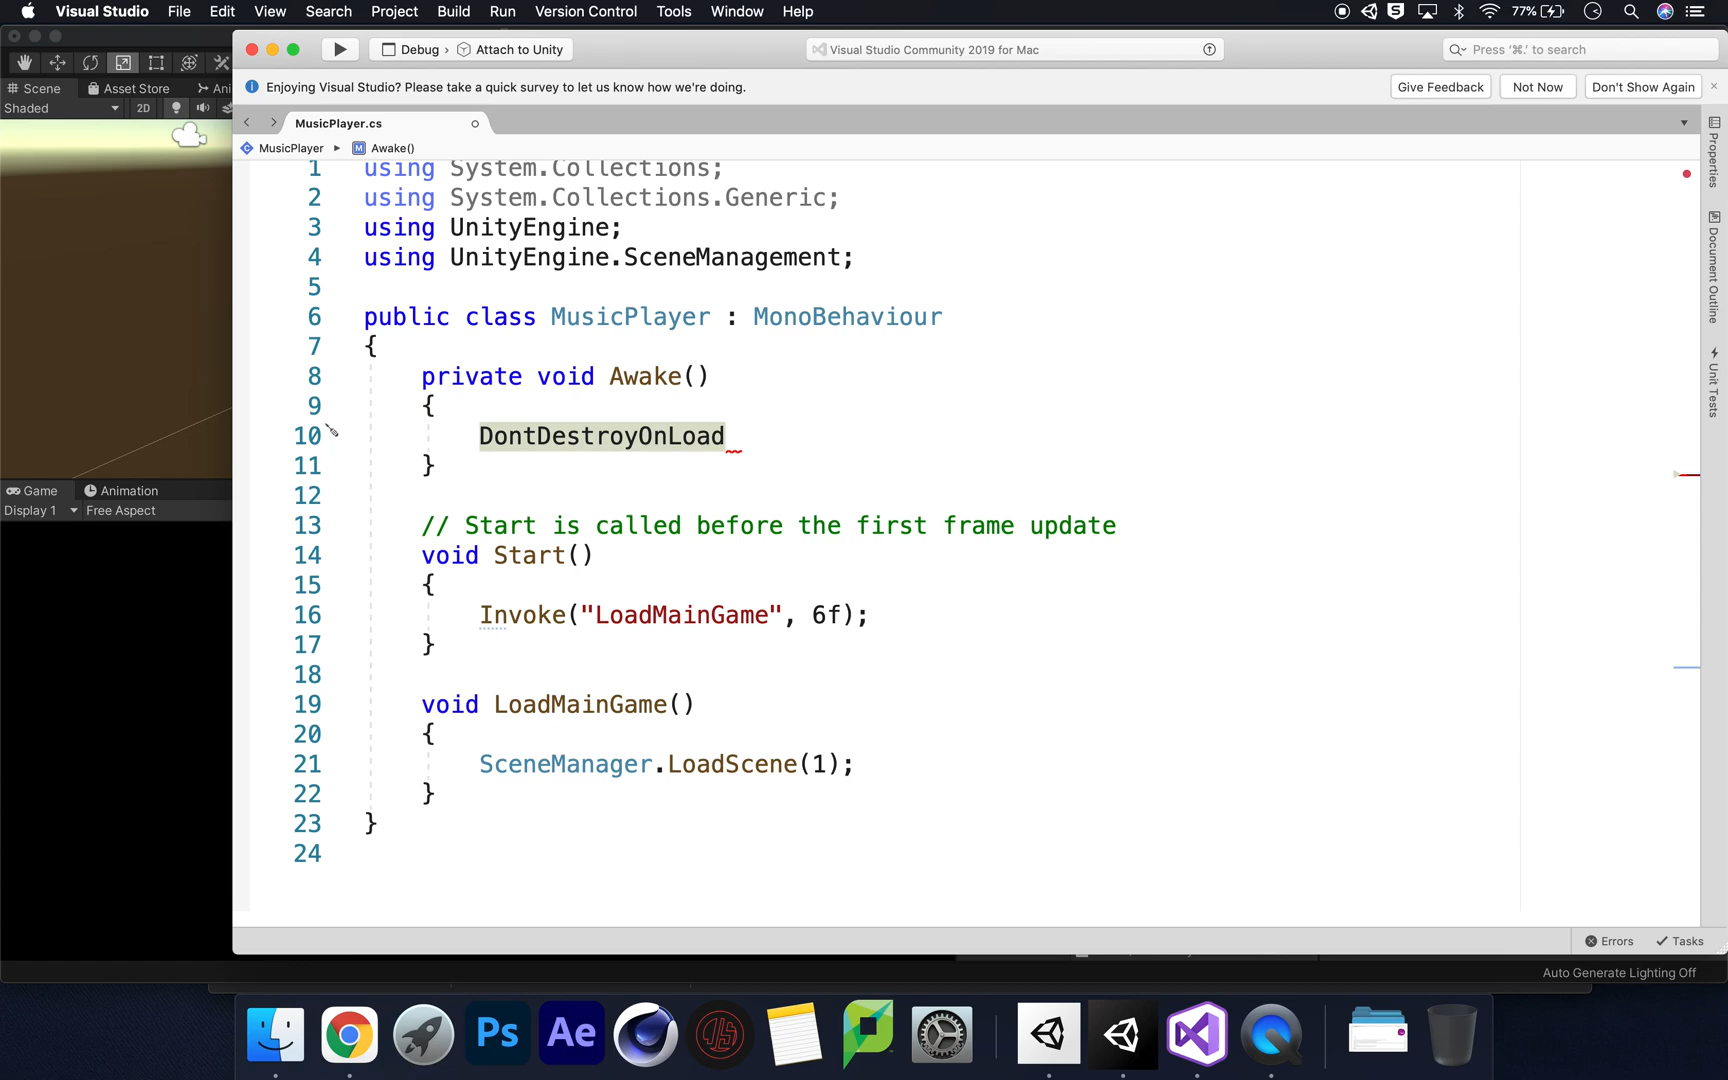 Visual Studio File Edit View Search Project Build Run Version Control Tools Window Help 77%
Debug › Attach to Unity Visual Studio Community 2019 for Mac Press '⌘.' to search
Scene Asset Store Ani
Enjoying Visual Studio? Please take a quick survey to let us know how we're doing. Give Feedback Not Now Don't Show Again
Shaded 2D
MusicPlayer.cs
MusicPlayer Awake()
1 using System.Collections;
2 using System.Collections.Generic;
3 using UnityEngine;
4 using UnityEngine.SceneManagement;
5
6 public class MusicPlayer : MonoBehaviour
7 {
8 private void Awake()
9 {
10 DontDestroyOnLoad
11 }
12
13 // Start is called before the first frame update
14 void Start()
15 {
16 Invoke("LoadMainGame", 6f);
17 }
18
19 void LoadMainGame()
20 {
21 SceneManager.LoadScene(1);
22 }
23 }
24
Properties
Document Outline
Unit Tests
Game Animation
Display 1 Free Aspect
Errors Tasks
Auto Generate Lighting Off
Ps Ae